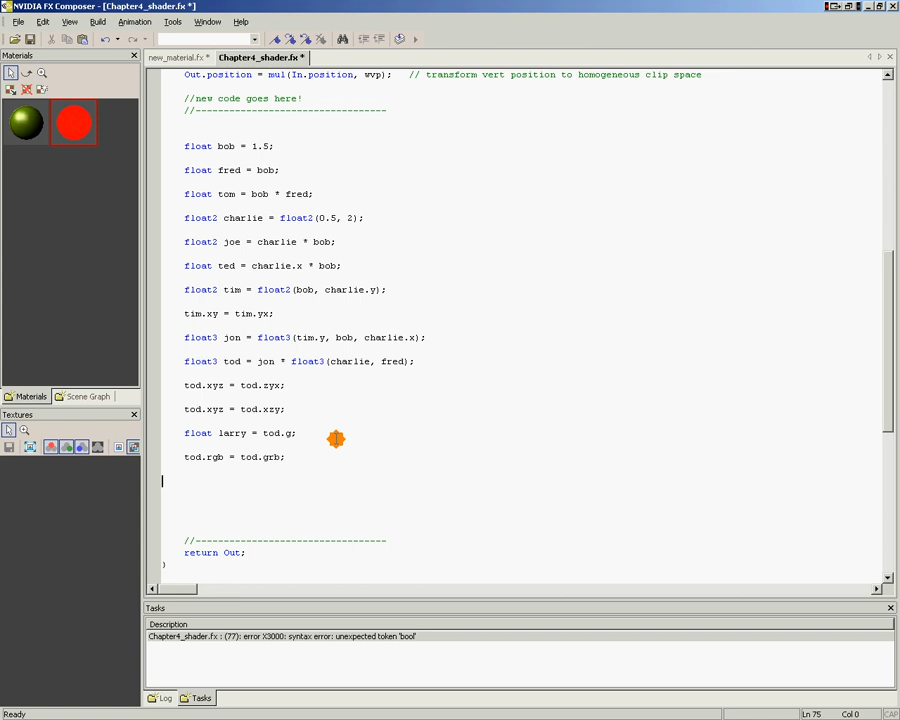 NVIDIA FX Composer - [Chapter4_shader.fx *]
File Edit View Build Animation Tools Window Help
Materials
new_material.fx * Chapter4_shader.fx *
Out.position = mul(In.position, wvp); // transform vert position to homogeneous clip space
//new code goes here!
//----------------------------------
float bob = 1.5;
float fred = bob;
float tom = bob * fred;
float2 charlie = float2(0.5, 2);
float2 joe = charlie * bob;
float ted = charlie.x * bob;
float2 tim = float2(bob, charlie.y);
tim.xy = tim.yx;
float3 jon = float3(tim.y, bob, charlie.x);
float3 tod = jon * float3(charlie, fred);
tod.xyz = tod.zyx;
tod.xyz = tod.xzy;
float larry = tod.g;
tod.rgb = tod.grb;
//----------------------------------
return Out;
}
Materials Scene Graph
Textures
Tasks
Description
Chapter4_shader.fx : (77): error X3000: syntax error: unexpected token 'bool'
Log Tasks
Ready Ln 75 Col 0 CAP